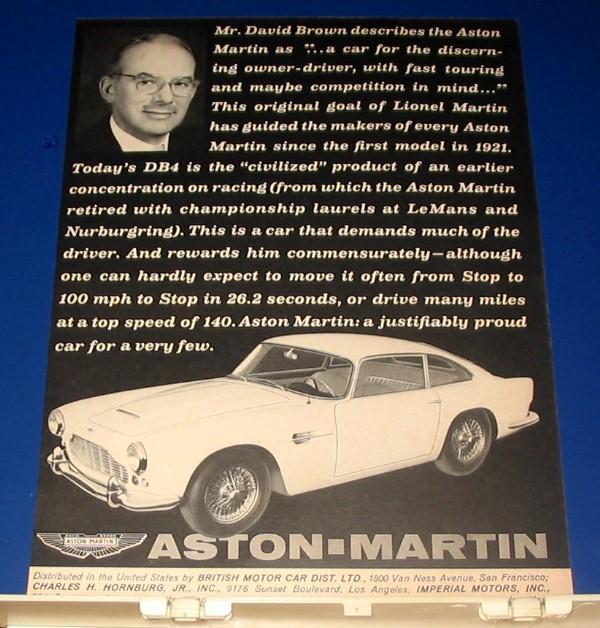 Mr. David Brown describes the Aston
Martin as "...a car for the discern-
ing owner-driver, with fast touring
and maybe competition in mind..."
This original goal of Lionel Martin
has guided the makers of every Aston
Martin since the first model in 1921.
Today's DB4 is the "civilized" product of an earlier
concentration on racing (from which the Aston Martin
retired with championship laurels at LeMans and
Nurburgring). This is a car that demands much of the
driver. And rewards him commensurately—although
one can hardly expect to move it often from Stop to
100 mph to Stop in 26.2 seconds, or drive many miles
at a top speed of 140. Aston Martin: a justifiably proud
car for a very few.
ASTON MARTIN
ASTON-MARTIN
Distributed in the United States by BRITISH MOTOR CAR DIST. LTD., 1800 Van Ness Avenue, San Francisco;
CHARLES H. HORNBURG, JR., INC., 9176 Sunset Boulevard, Los Angeles; IMPERIAL MOTORS, INC.,